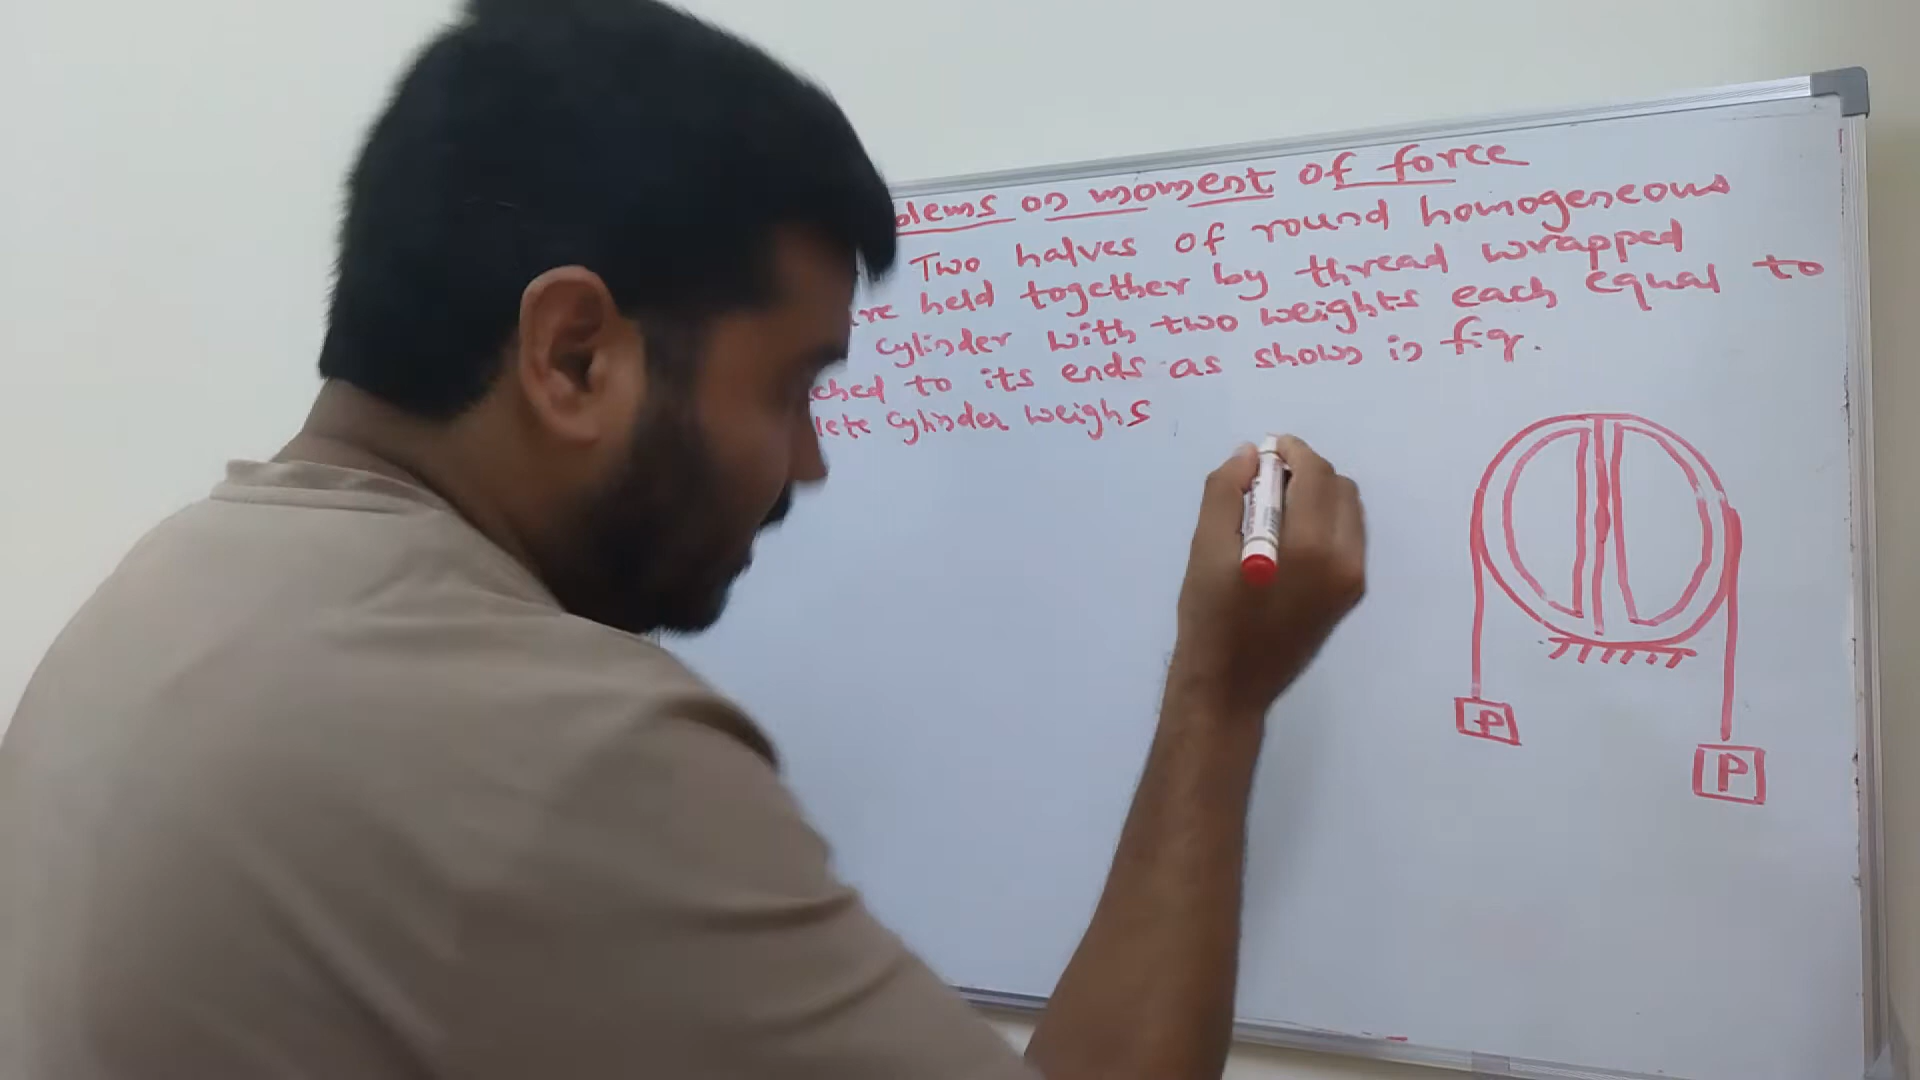 blems on moment of force
Two halves of round homogeneous
held together by thread wrapped
cylinder with two weights each equal to
ched to its ends as shown in fig.
lete cylinder weighs
P
P